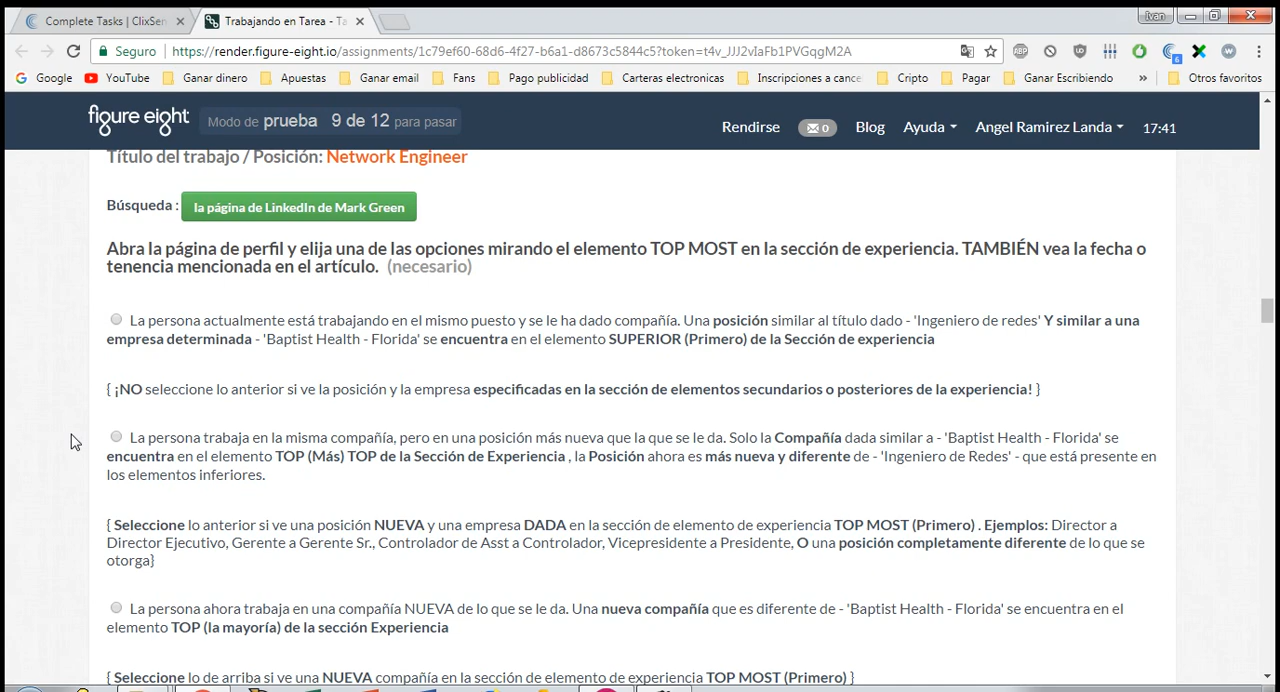 Complete Tasks | ClixSen
Trabajando en Tarea - Ta
Ivan
Seguro
https://render.figure-eight.io/assignments/1c79ef60-68d6-4f27-b6a1-d8673c5844c5?token=t4v_JJJ2vIaFb1PVGqgM2A
ABP
6
W
Google
YouTube
Ganar dinero
Apuestas
Ganar email
Fans
Pago publicidad
Carteras electronicas
Inscripciones a cance
Cripto
Pagar
Ganar Escribiendo
»
Otros favoritos
figure eight
Modo de prueba 9 de 12 para pasar
Rendirse
0
Blog
Ayuda
Angel Ramirez Landa
17:41
Título del trabajo / Posición: Network Engineer
Búsqueda : la página de LinkedIn de Mark Green
Abra la página de perfil y elija una de las opciones mirando el elemento TOP MOST en la sección de experiencia. TAMBIÉN vea la fecha o
tenencia mencionada en el artículo. (necesario)
La persona actualmente está trabajando en el mismo puesto y se le ha dado compañía. Una posición similar al título dado - 'Ingeniero de redes' Y similar a una
empresa determinada - 'Baptist Health - Florida' se encuentra en el elemento SUPERIOR (Primero) de la Sección de experiencia
{ ¡NO seleccione lo anterior si ve la posición y la empresa especificadas en la sección de elementos secundarios o posteriores de la experiencia! }
La persona trabaja en la misma compañía, pero en una posición más nueva que la que se le da. Solo la Compañía dada similar a - 'Baptist Health - Florida' se
encuentra en el elemento TOP (Más) TOP de la Sección de Experiencia , la Posición ahora es más nueva y diferente de - 'Ingeniero de Redes' - que está presente en
los elementos inferiores.
{ Seleccione lo anterior si ve una posición NUEVA y una empresa DADA en la sección de elemento de experiencia TOP MOST (Primero) . Ejemplos: Director a
Director Ejecutivo, Gerente a Gerente Sr., Controlador de Asst a Controlador, Vicepresidente a Presidente, O una posición completamente diferente de lo que se
otorga}
La persona ahora trabaja en una compañía NUEVA de lo que se le da. Una nueva compañía que es diferente de - 'Baptist Health - Florida' se encuentra en el
elemento TOP (la mayoría) de la sección Experiencia
{ Seleccione lo de arriba si ve una NUEVA compañía en la sección de elemento de experiencia TOP MOST (Primero) }